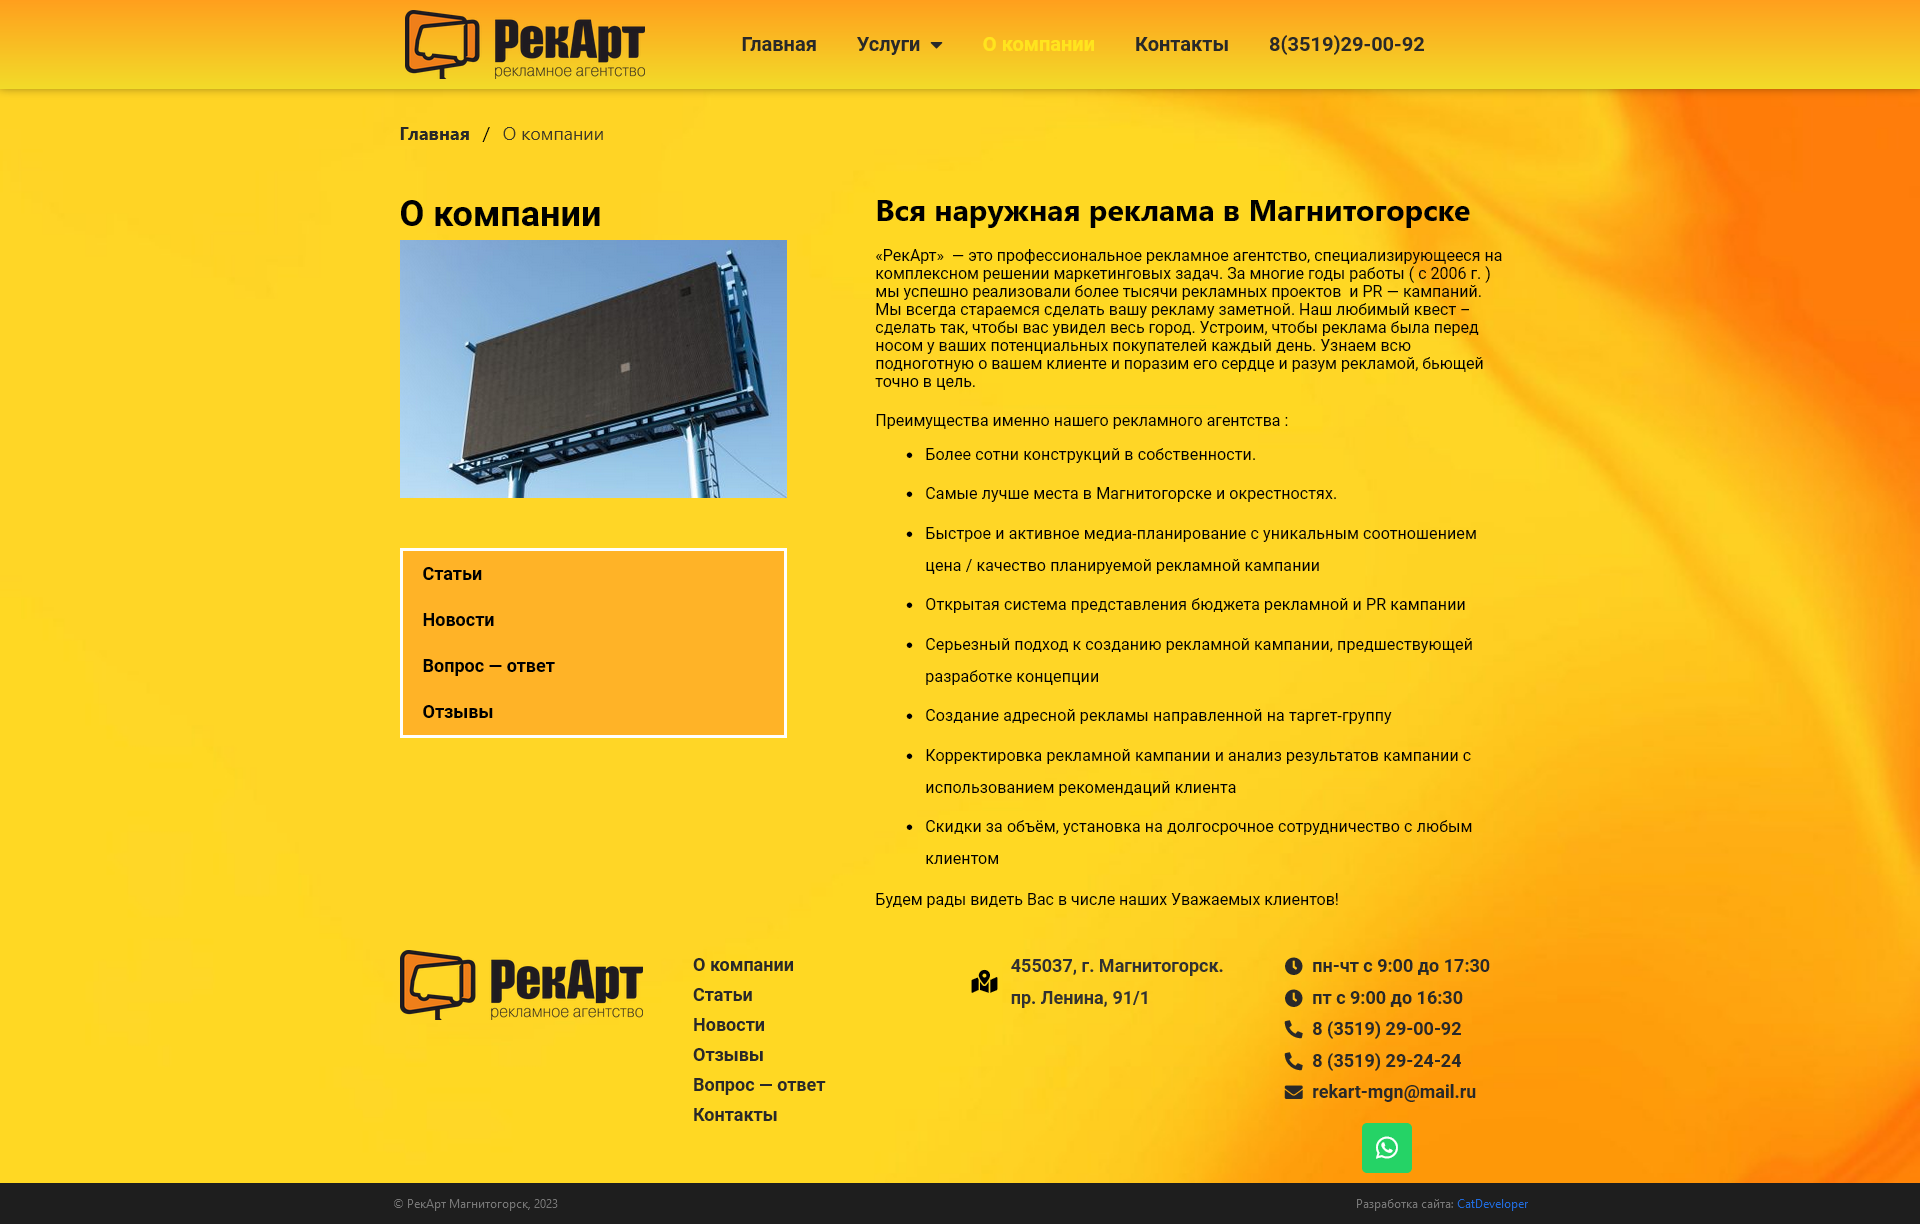 РекАрт
рекламное агентство
Главная
Услуги
О компании
Контакты
8(3519)29-00-92
Главная / О компании
О компании
Статьи
Новости
Вопрос — ответ
Отзывы
Вся наружная реклама в Магнитогорске
«РекАрт»  — это профессиональное рекламное агентство, специализирующееся на
комплексном решении маркетинговых задач. За многие годы работы ( с 2006 г. )
мы успешно реализовали более тысячи рекламных проектов  и PR — кампаний.
Мы всегда стараемся сделать вашу рекламу заметной. Наш любимый квест –
сделать так, чтобы вас увидел весь город. Устроим, чтобы реклама была перед
носом у ваших потенциальных покупателей каждый день. Узнаем всю
подноготную о вашем клиенте и поразим его сердце и разум рекламой, бьющей
точно в цель.
Преимущества именно нашего рекламного агентства :
• Более сотни конструкций в собственности.
• Самые лучше места в Магнитогорске и окрестностях.
• Быстрое и активное медиа-планирование с уникальным соотношением
цена / качество планируемой рекламной кампании
• Открытая система представления бюджета рекламной и PR кампании
• Серьезный подход к созданию рекламной кампании, предшествующей
разработке концепции
• Создание адресной рекламы направленной на таргет-группу
• Корректировка рекламной кампании и анализ результатов кампании с
использованием рекомендаций клиента
• Скидки за объём, установка на долгосрочное сотрудничество с любым
клиентом
Будем рады видеть Вас в числе наших Уважаемых клиентов!
РекАрт
рекламное агентство
О компании
Статьи
Новости
Отзывы
Вопрос — ответ
Контакты
455037, г. Магнитогорск.
пр. Ленина, 91/1
пн-чт с 9:00 до 17:30
пт с 9:00 до 16:30
8 (3519) 29-00-92
8 (3519) 29-24-24
rekart-mgn@mail.ru
© РекАрт Магнитогорск, 2023
Разработка сайта: CatDeveloper